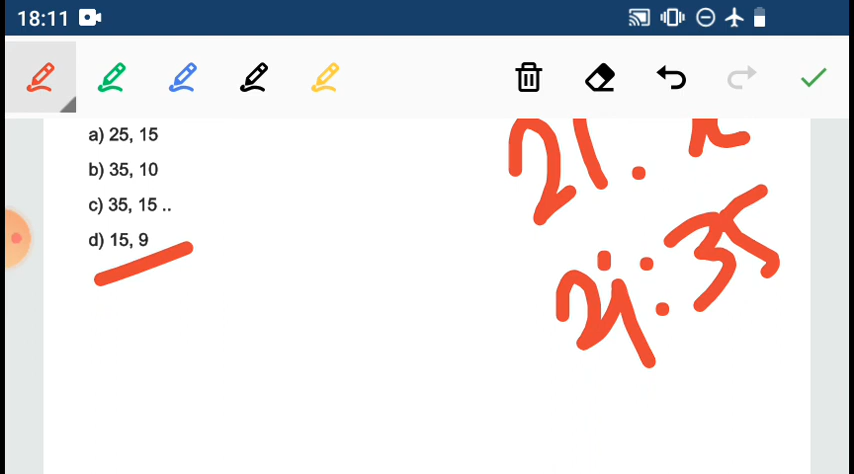 18:11
a) 25, 15
b) 35, 10
c) 35, 15 ..
d) 15, 9
21:35